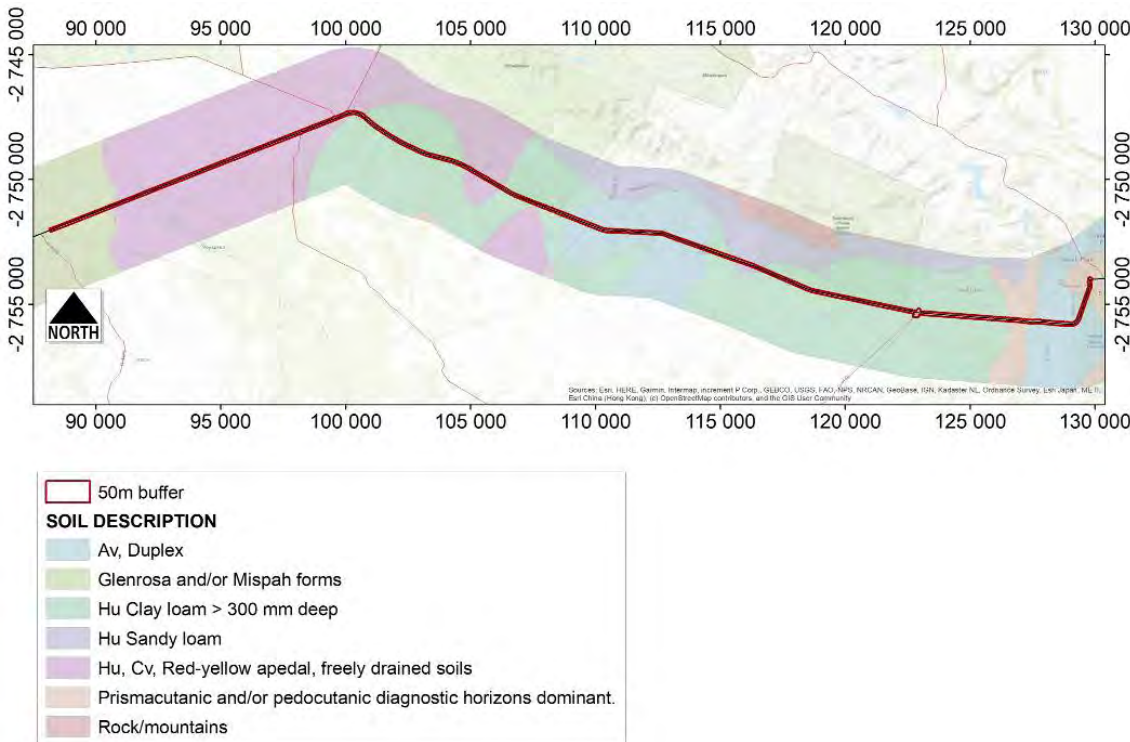 90 000 95 000 100 000 105 000 110 000 115 000 120 000 125 000 130 000
-2 745 000
-2 750 000
-2 755 000
-2 745 000
-2 750 000
-2 755 000
NORTH
Sources: Esri, HERE, Garmin, Intermap, increment P Corp., GEBCO, USGS, FAO, NPS, NRCAN, GeoBase, IGN, Kadaster NL, Ordnance Survey, Esri Japan, METI,
Esri China (Hong Kong), (c) OpenStreetMap contributors, and the GIS User Community
90 000 95 000 100 000 105 000 110 000 115 000 120 000 125 000 130 000
50m buffer
SOIL DESCRIPTION
Av, Duplex
Glenrosa and/or Mispah forms
Hu Clay loam > 300 mm deep
Hu Sandy loam
Hu, Cv, Red-yellow apedal, freely drained soils
Prismacutanic and/or pedocutanic diagnostic horizons dominant.
Rock/mountains